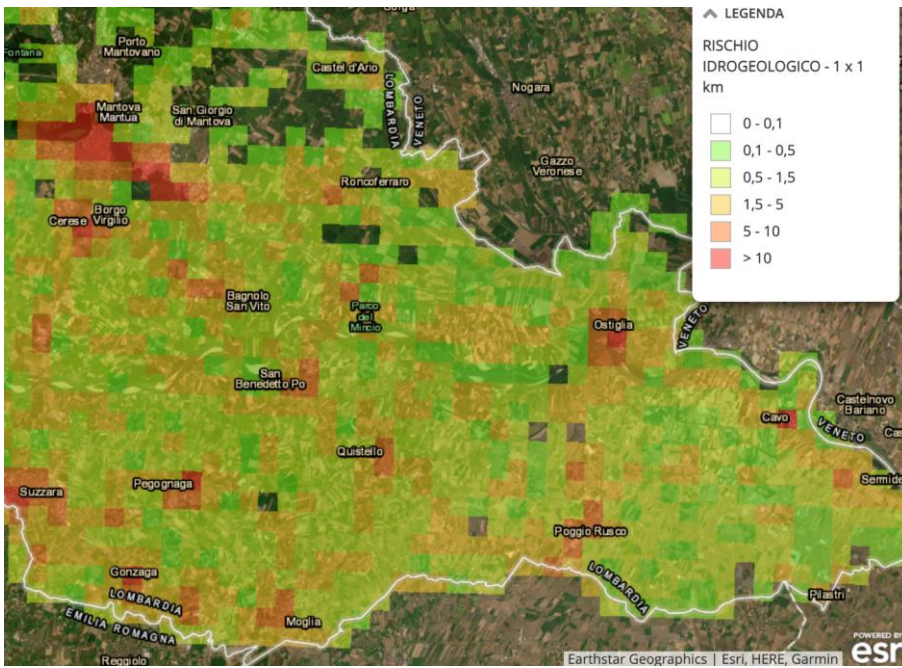 Fontana
Porto
Mantovano
Castel d'Ario
LOMBARDIA
VENETO
Nogara
Mantova
Mantua
San Giorgio
di Mantova
Gazzo
Veronese
Roncoferraro
Cerese
Borgo
Virgilio
Bagnolo
San Vito
Parco
del
Mincio
Ostiglia
VENETO
San
Benedetto Po
Castelnovo
Bariano
Cavo
VENETO
Quistello
Suzzara
Pegognaga
Sermide
Poggio Rusco
Gonzaga
LOMBARDIA
EMILIA ROMAGNA
LOMBARDIA
Moglia
Pilastri
Reggiolo
LEGENDA
RISCHIO
IDROGEOLOGICO - 1 x 1
km
0 - 0,1
0,1 - 0,5
0,5 - 1,5
1,5 - 5
5 - 10
> 10
Earthstar Geographics | Esri, HERE, Garmin
POWERED BY
esri